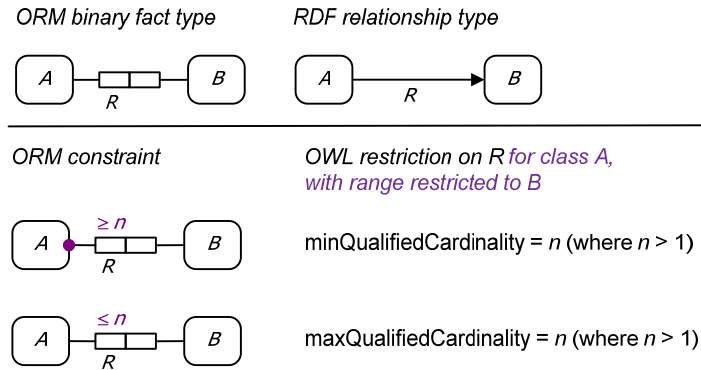 ORM binary fact type
RDF relationship type
A
B
R
A
B
R
ORM constraint
OWL restriction on R for class A,
with range restricted to B
≥ n
A
B
R
minQualifiedCardinality = n (where n > 1)
≤ n
A
B
R
maxQualifiedCardinality = n (where n > 1)